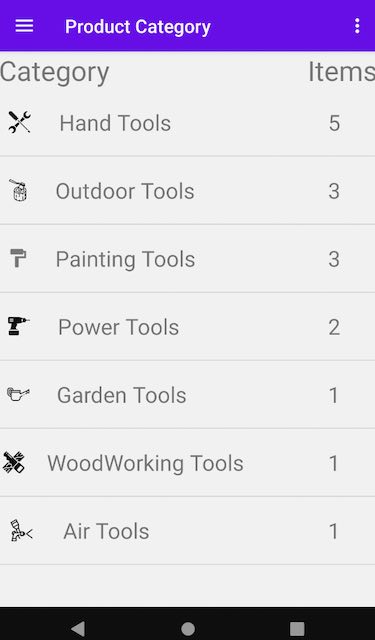 Product Category
Category Items
Hand Tools 5
Outdoor Tools 3
Painting Tools 3
Power Tools 2
Garden Tools 1
WoodWorking Tools 1
Air Tools 1